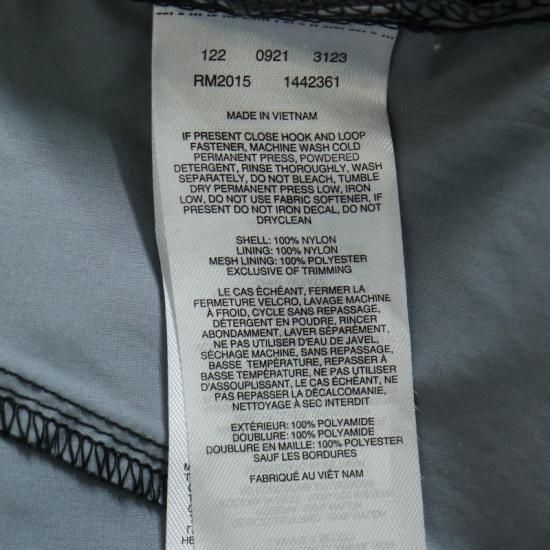 122 0921 3123
RM2015 1442361
MADE IN VIETNAM
IF PRESENT CLOSE HOOK AND LOOP
FASTENER, MACHINE WASH COLD
PERMANENT PRESS, POWDERED
DETERGENT, RINSE THOROUGHLY, WASH
SEPARATELY, DO NOT BLEACH, TUMBLE
DRY PERMANENT PRESS LOW, IRON
LOW, DO NOT USE FABRIC SOFTENER, IF
PRESENT DO NOT IRON DECAL, DO NOT
DRYCLEAN
SHELL: 100% NYLON
LINING: 100% NYLON
MESH LINING: 100% POLYESTER
EXCLUSIVE OF TRIMMING
LE CAS ÉCHÉANT, FERMER LA
FERMETURE VELCRO, LAVAGE MACHINE
À FROID, CYCLE SANS REPASSAGE,
DÉTERGENT EN POUDRE, RINCER
ABONDAMMENT, LAVER SÉPARÉMENT,
NE PAS UTILISER D'EAU DE JAVEL,
SÉCHAGE MACHINE, SANS REPASSAGE,
BASSE TEMPÉRATURE, REPASSER À
BASSE TEMPÉRATURE, NE PAS UTILISER
D'ASSOUPLISSANT, LE CAS ÉCHÉANT, NE
PAS REPASSER LA DÉCALCOMANIE,
NETTOYAGE À SEC INTERDIT
EXTÉRIEUR: 100% POLYAMIDE
DOUBLURE: 100% POLYAMIDE
DOUBLURE EN MAILLE: 100% POLYESTER
SAUF LES BORDURES
FABRIQUÉ AU VIÊT NAM